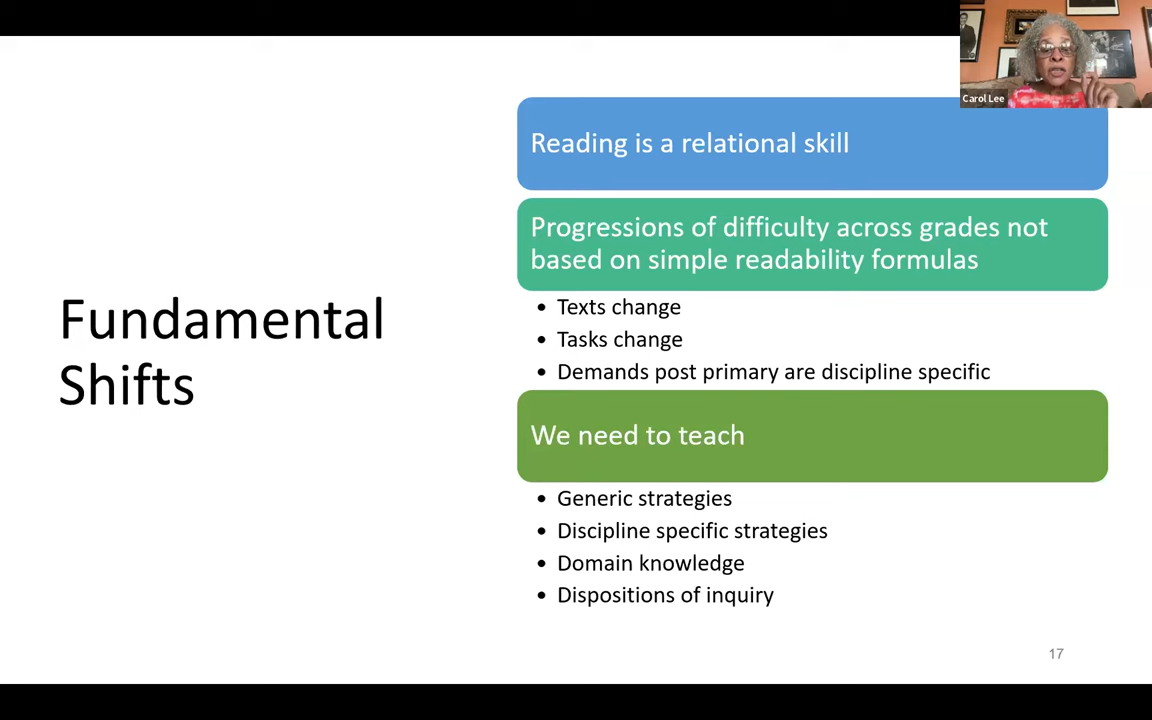 Carol Lee
Reading is a relational skill
Progressions of difficulty across grades not
based on simple readability formulas
• Texts change
• Tasks change
• Demands post primary are discipline specific
Fundamental
Shifts
We need to teach
• Generic strategies
• Discipline specific strategies
• Domain knowledge
• Dispositions of inquiry
17